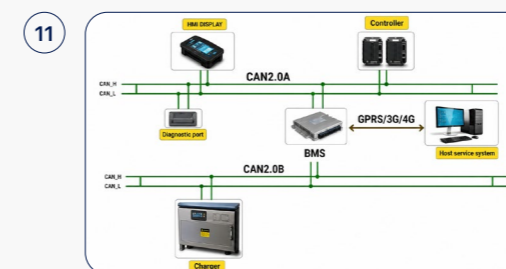 11
HMI DISPLAY
Controller
CAN_H
CAN_L
CAN2.0A
Diagnostic port
GPRS/3G/4G
Host service system
BMS
CAN_H
CAN_L
CAN2.0B
Charger